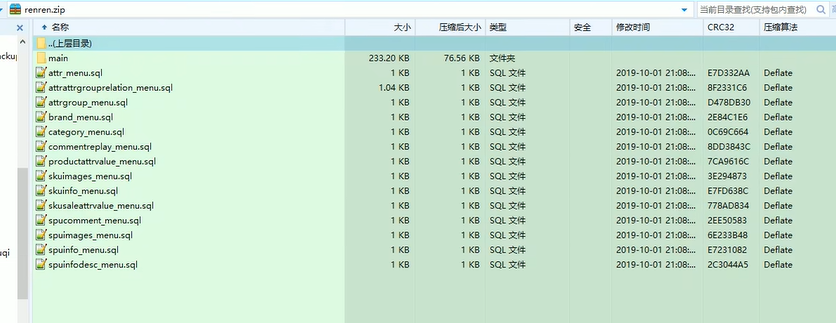 renren.zip 当前目录查找(支持包内查找)
名称 大小 压缩后大小 类型 安全 修改时间 CRC32 压缩算法
..(上层目录)
main 233.20 KB 76.56 KB 文件夹
attr_menu.sql 1 KB 1 KB SQL 文件 2019-10-01 21:08:... E7D332AA Deflate
attrattrgrouprelation_menu.sql 1.04 KB 1 KB SQL 文件 2019-10-01 21:08:... 8F2331C6 Deflate
attrgroup_menu.sql 1 KB 1 KB SQL 文件 2019-10-01 21:08:... D478DB30 Deflate
brand_menu.sql 1 KB 1 KB SQL 文件 2019-10-01 21:08:... 2E84C1E6 Deflate
category_menu.sql 1 KB 1 KB SQL 文件 2019-10-01 21:08:... 0C69C664 Deflate
commentreplay_menu.sql 1 KB 1 KB SQL 文件 2019-10-01 21:08:... 8DD3843C Deflate
productattrvalue_menu.sql 1 KB 1 KB SQL 文件 2019-10-01 21:08:... 7CA9616C Deflate
skuimages_menu.sql 1 KB 1 KB SQL 文件 2019-10-01 21:08:... 3E294873 Deflate
skuinfo_menu.sql 1 KB 1 KB SQL 文件 2019-10-01 21:08:... E7FD638C Deflate
skusaleattrvalue_menu.sql 1 KB 1 KB SQL 文件 2019-10-01 21:08:... 778AD834 Deflate
spucomment_menu.sql 1 KB 1 KB SQL 文件 2019-10-01 21:08:... 2EE50583 Deflate
spuimages_menu.sql 1 KB 1 KB SQL 文件 2019-10-01 21:08:... 6E233B48 Deflate
spuinfo_menu.sql 1 KB 1 KB SQL 文件 2019-10-01 21:08:... E7231082 Deflate
spuinfodesc_menu.sql 1 KB 1 KB SQL 文件 2019-10-01 21:08:... 2C3044A5 Deflate